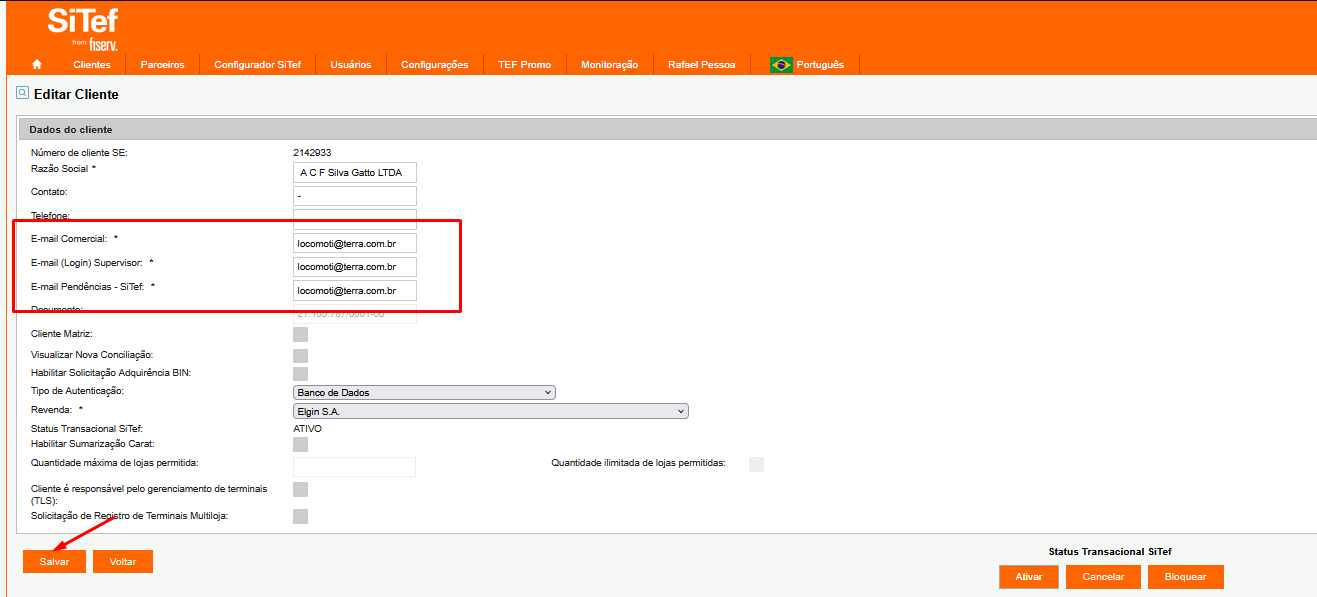 SiTef
from fiserv.
Clientes Parceiros Configurador SiTef Usuários Configurações TEF Promo Monitoração Rafael Pessoa Português
Editar Cliente
Dados do cliente
Número de cliente SE: 2142933
Razão Social * A C F Silva Gatto LTDA
Contato: -
Telefone:
E-mail Comercial: * locomoti@terra.com.br
E-mail (Login) Supervisor: * locomoti@terra.com.br
E-mail Pendências - SiTef: * locomoti@terra.com.br
Documento:
Cliente Matriz:
Visualizar Nova Conciliação:
Habilitar Solicitação Adquirência BIN:
Tipo de Autenticação: Banco de Dados
Revenda: * Elgin S.A.
Status Transacional SiTef: ATIVO
Habilitar Sumarização Carat:
Quantidade máxima de lojas permitida: Quantidade ilimitada de lojas permitidas:
Cliente é responsável pelo gerenciamento de terminais
(TLS):
Solicitação de Registro de Terminais Multiloja:
Status Transacional SiTef
Salvar Voltar
Ativar Cancelar Bloquear